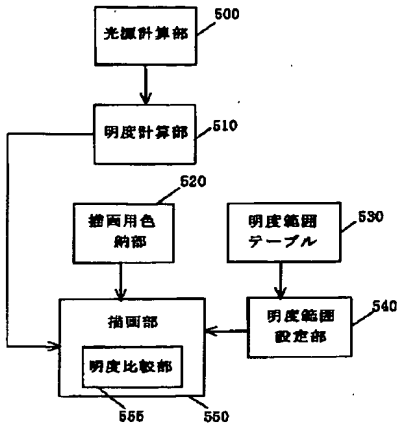 500
光源計算部
明度計算部
510
520
530
描画用色
納部
明度範囲
テーブル
描画部
明度範囲
設定部
540
明度比較部
555
550